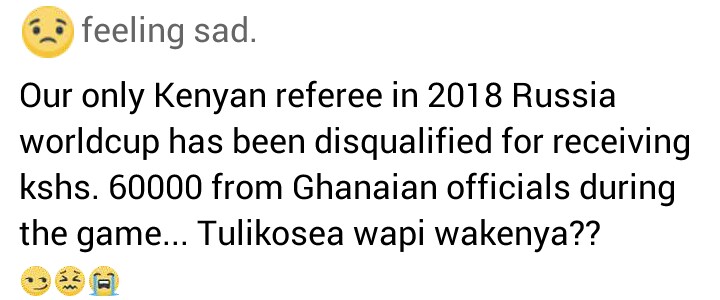 feeling sad.
Our only Kenyan referee in 2018 Russia
worldcup has been disqualified for receiving
kshs. 60000 from Ghanaian officials during
the game... Tulikosea wapi wakenya??
😏😖😭